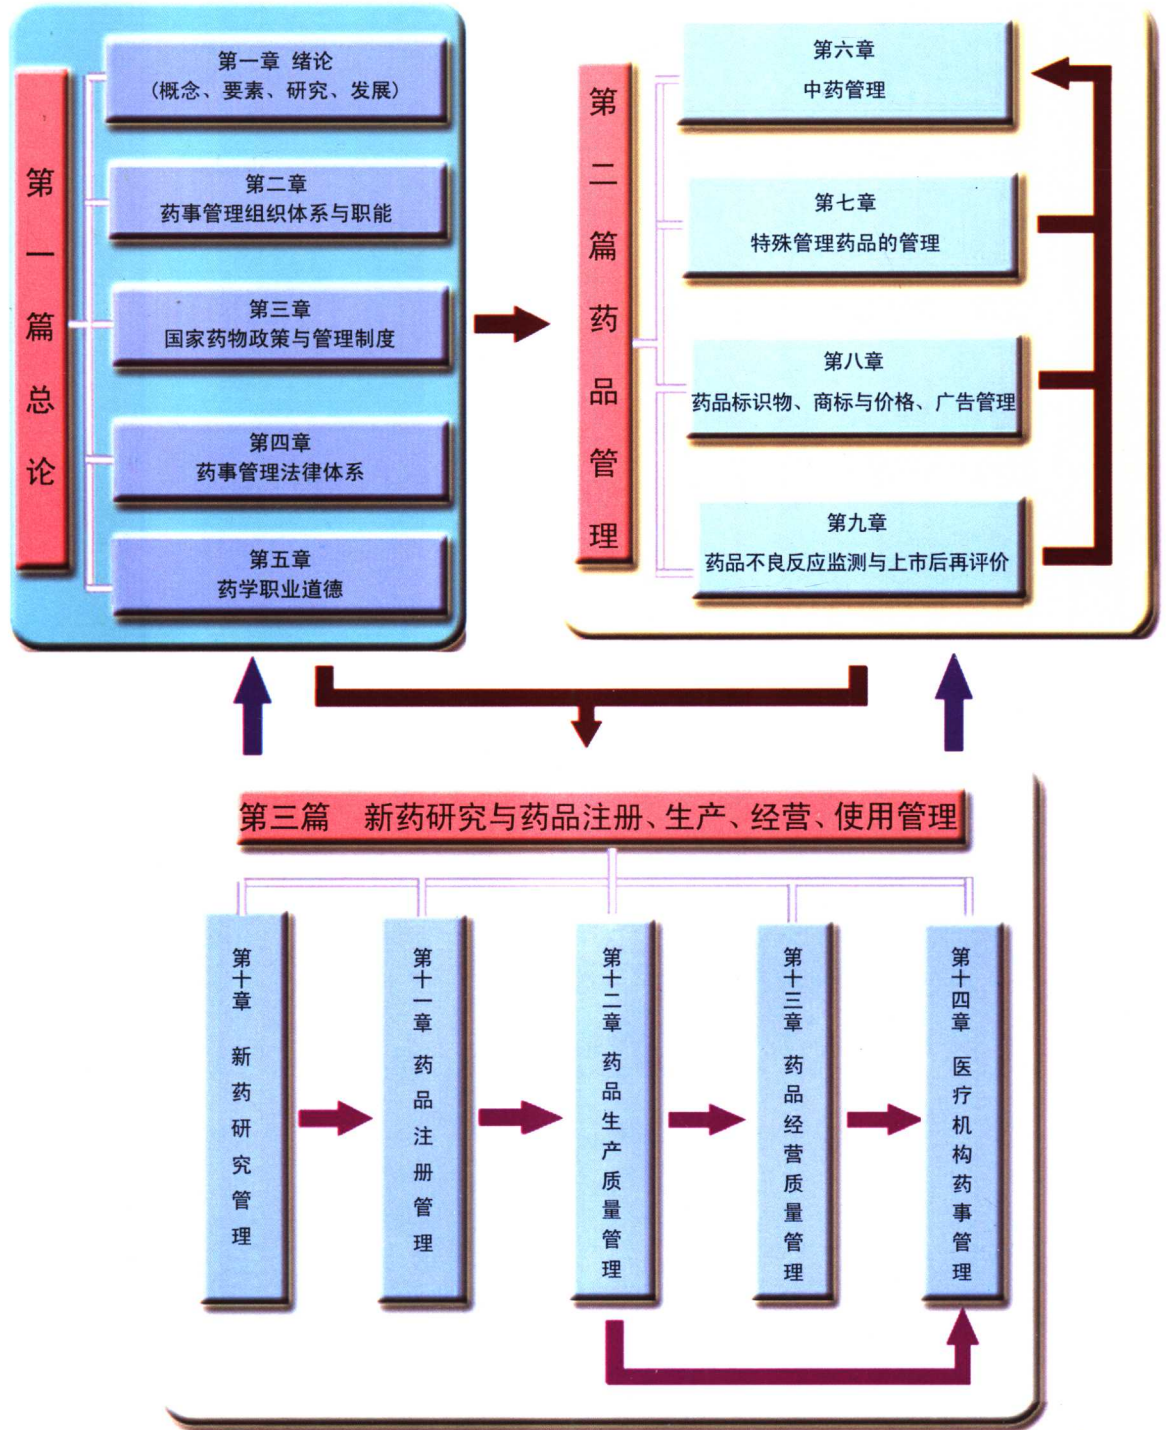 第一篇总论
第一章 绪论
(概念、要素、研究、发展)
第二章
药事管理组织体系与职能
第三章
国家药物政策与管理制度
第四章
药事管理法律体系
第五章
药学职业道德
第二篇药品管理
第六章
中药管理
第七章
特殊管理药品的管理
第八章
药品标识物、商标与价格、广告管理
第九章
药品不良反应监测与上市后再评价
第三篇 新药研究与药品注册、生产、经营、使用管理
第十章 新药研究管理
第十一章 药品注册管理
第十二章 药品生产质量管理
第十三章 药品经营质量管理
第十四章 医疗机构药事管理